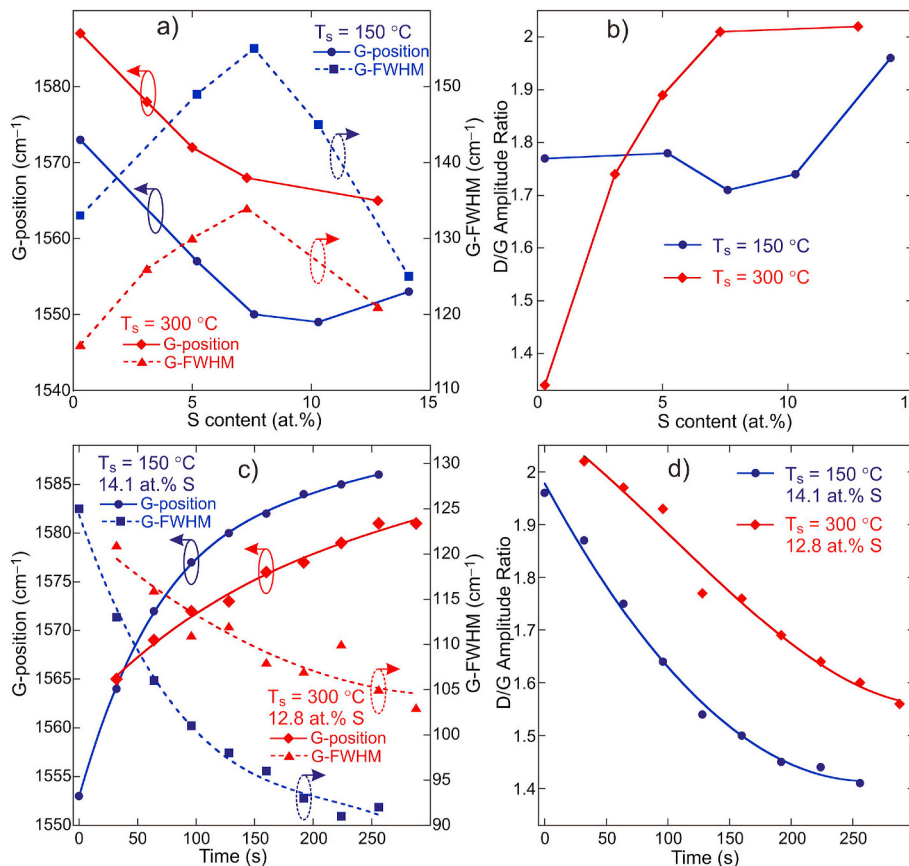 a)
T_s = 150 °C
G-position
G-FWHM
T_s = 300 °C
G-position
G-FWHM
G-position (cm⁻¹)
1540
1550
1560
1570
1580
0
5
10
15
S content (at.%)
110
120
130
140
150
G-FWHM (cm⁻¹)
b)
T_s = 150 °C
T_s = 300 °C
D/G Amplitude Ratio
1.4
1.5
1.6
1.7
1.8
1.9
2
0
5
10
1
S content (at.%)
c)
T_s = 150 °C
14.1 at.% S
G-position
G-FWHM
T_s = 300 °C
12.8 at.% S
G-position
G-FWHM
G-position (cm⁻¹)
1550
1555
1560
1665
1570
1575
1580
1585
0
50
100
150
200
250
Time (s)
90
95
100
105
110
115
120
125
130
G-FWHM (cm⁻¹)
d)
T_s = 150 °C
14.1 at.% S
T_s = 300 °C
12.8 at.% S
D/G Amplitude Ratio
1.4
1.5
1.6
1.7
1.8
1.9
2
0
50
100
150
200
250
Time (s)